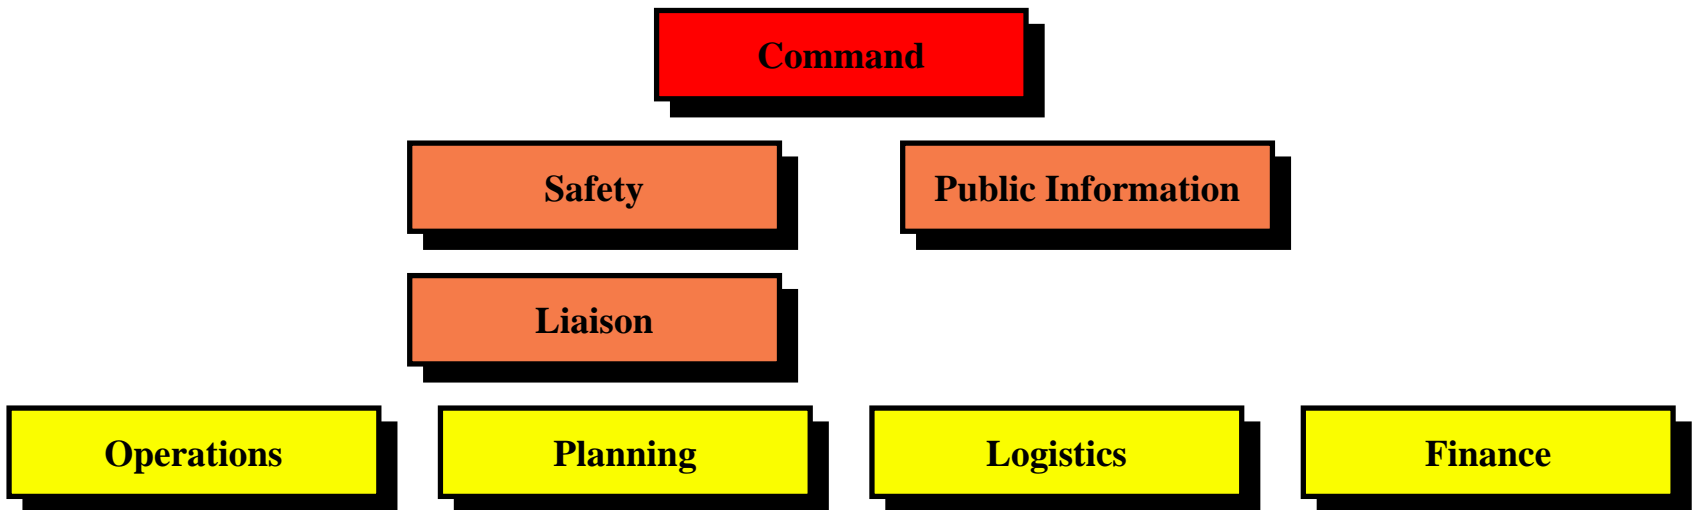 Command
Safety
Public Information
Liaison
Operations
Planning
Logistics
Finance